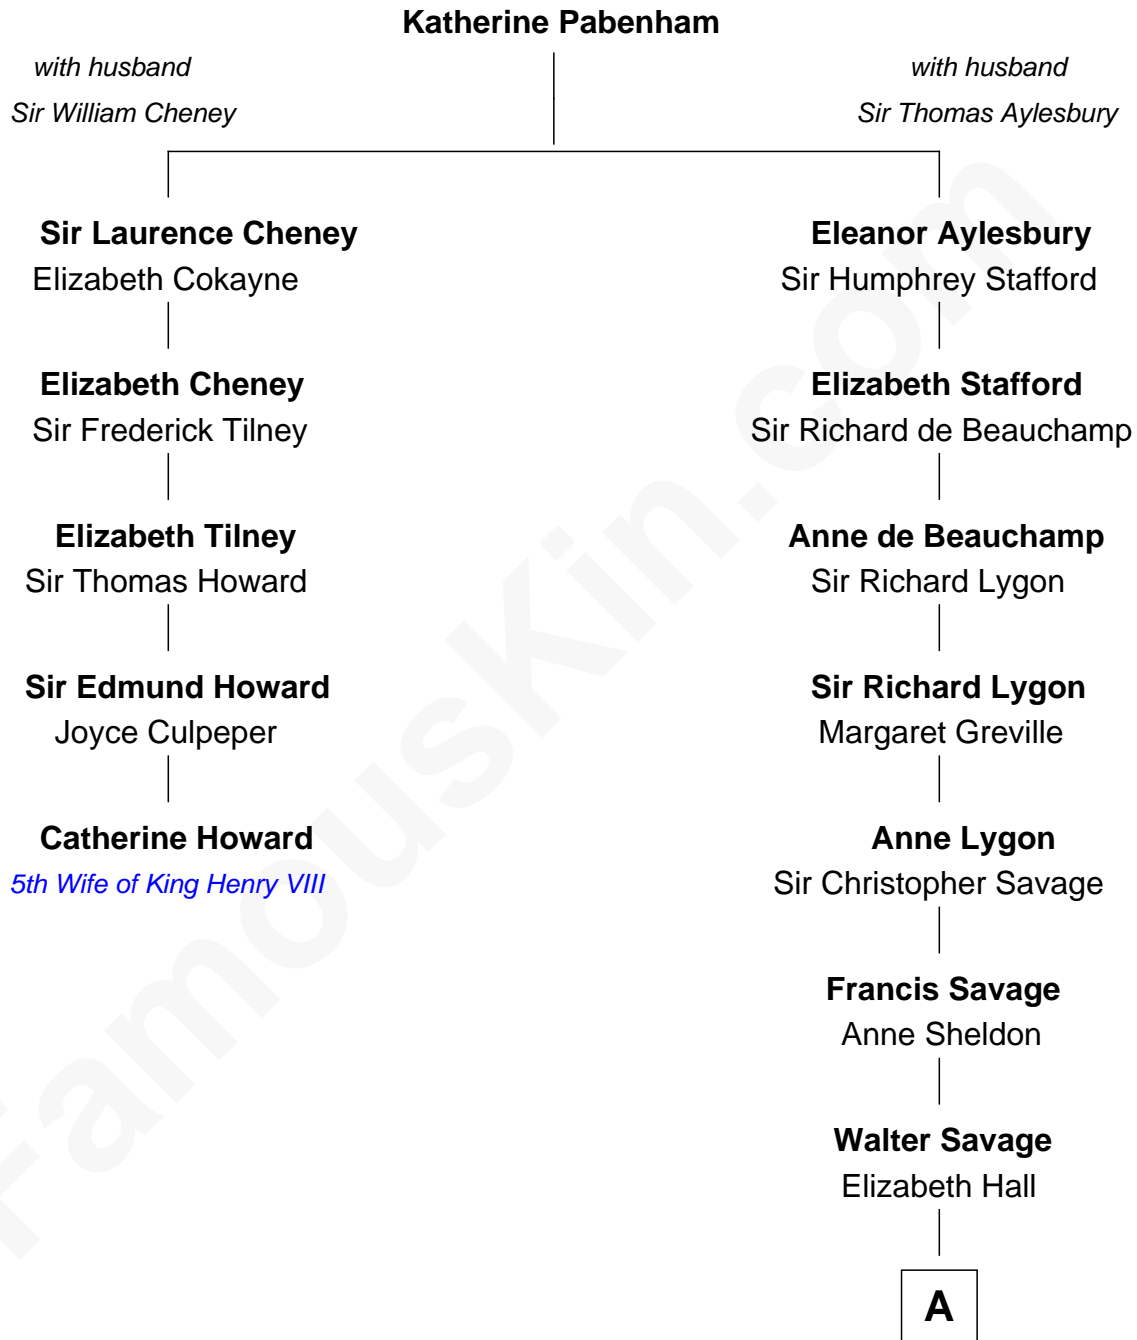 Katherine Pabenham
with husband
Sir William Cheney
with husband
Sir Thomas Aylesbury
Sir Laurence Cheney
Elizabeth Cokayne
Elizabeth Cheney
Sir Frederick Tilney
Elizabeth Tilney
Sir Thomas Howard
Sir Edmund Howard
Joyce Culpeper
Catherine Howard
5th Wife of King Henry VIII
Eleanor Aylesbury
Sir Humphrey Stafford
Elizabeth Stafford
Sir Richard de Beauchamp
Anne de Beauchamp
Sir Richard Lygon
Sir Richard Lygon
Margaret Greville
Anne Lygon
Sir Christopher Savage
Francis Savage
Anne Sheldon
Walter Savage
Elizabeth Hall
A
FamousKin.com